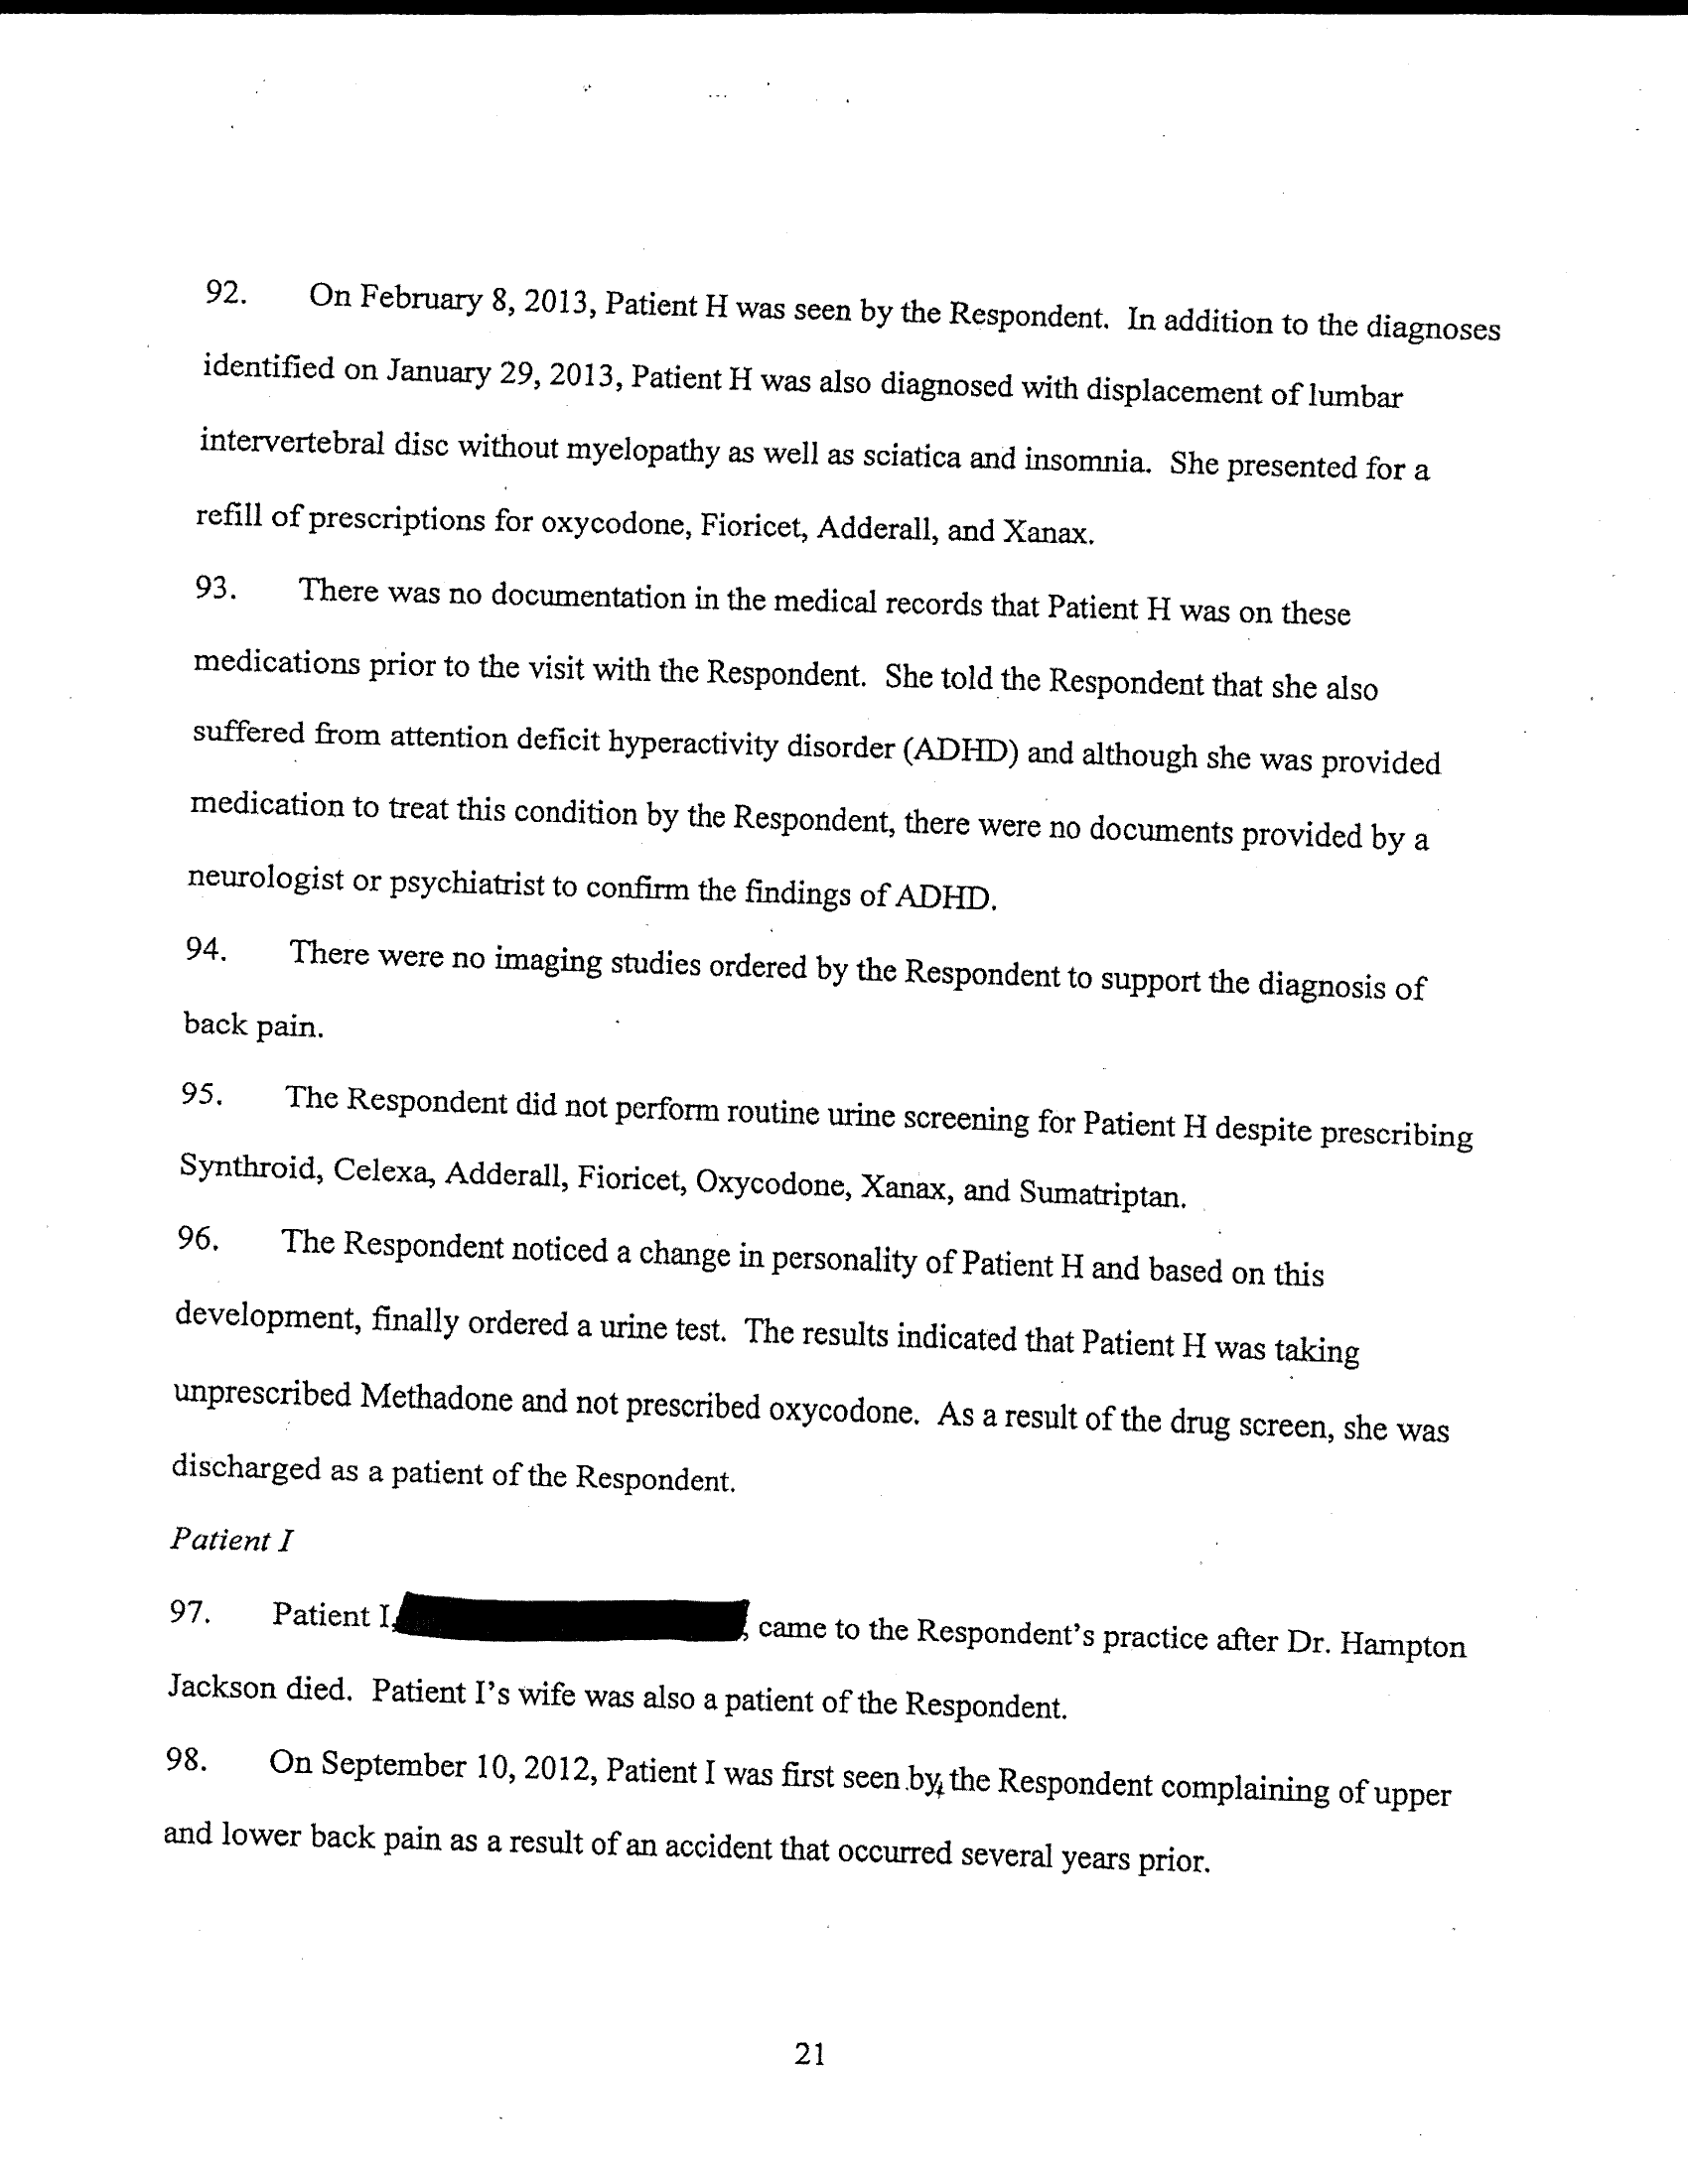 92. On February 8, 2013, Patient H was seen by the Respondent. In addition to the diagnoses
identified on January 29, 2013, Patient H was also diagnosed with displacement of lumbar
intervertebral disc without myelopathy as well as sciatica and insomnia. She presented for a
refill of prescriptions for oxycodone, Fioricet, Adderall, and Xanax.
93. There was no documentation in the medical records that Patient H was on these
medications prior to the visit with the Respondent. She told the Respondent that she also
suffered from attention deficit hyperactivity disorder (ADHD) and although she was provided
medication to treat this condition by the Respondent, there were no documents provided by a
neurologist or psychiatrist to confirm the findings of ADHD.
94. There were no imaging studies ordered by the Respondent to support the diagnosis of
back pain.
95. The Respondent did not perform routine urine screening for Patient H despite prescribing
Synthroid, Celexa, Adderall, Fioricet, Oxycodone, Xanax, and Sumatriptan.
96. The Respondent noticed a change in personality of Patient H and based on this
development, finally ordered a urine test. The results indicated that Patient H was taking
unprescribed Methadone and not prescribed oxycodone. As a result of the drug screen, she was
discharged as a patient of the Respondent.
Patient I
97. Patient I, , came to the Respondent's practice after Dr. Hampton
Jackson died. Patient I's wife was also a patient of the Respondent.
98. On September 10, 2012, Patient I was first seen by the Respondent complaining of upper
and lower back pain as a result of an accident that occurred several years prior.
21